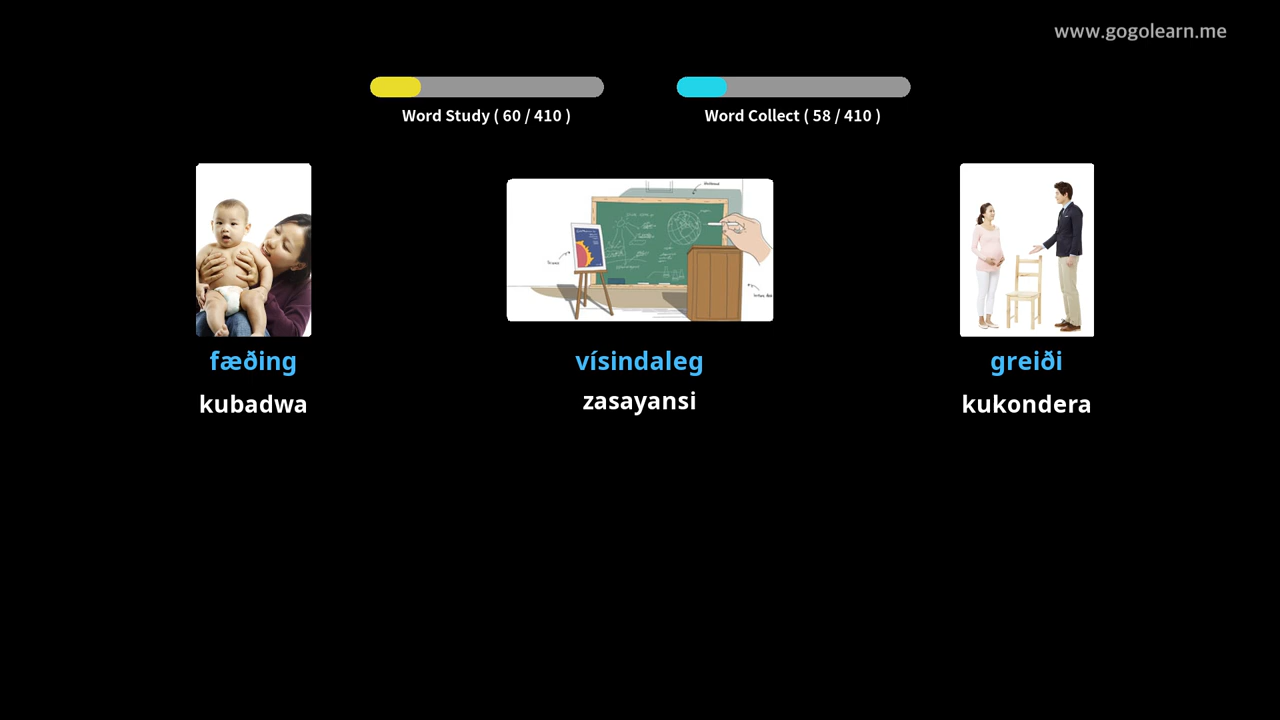 www.gogolearn.me
Word Study ( 60 / 410 )
Word Collect ( 58 / 410 )
fæðing
vísindaleg
greiði
kubadwa
zasayansi
kukondera